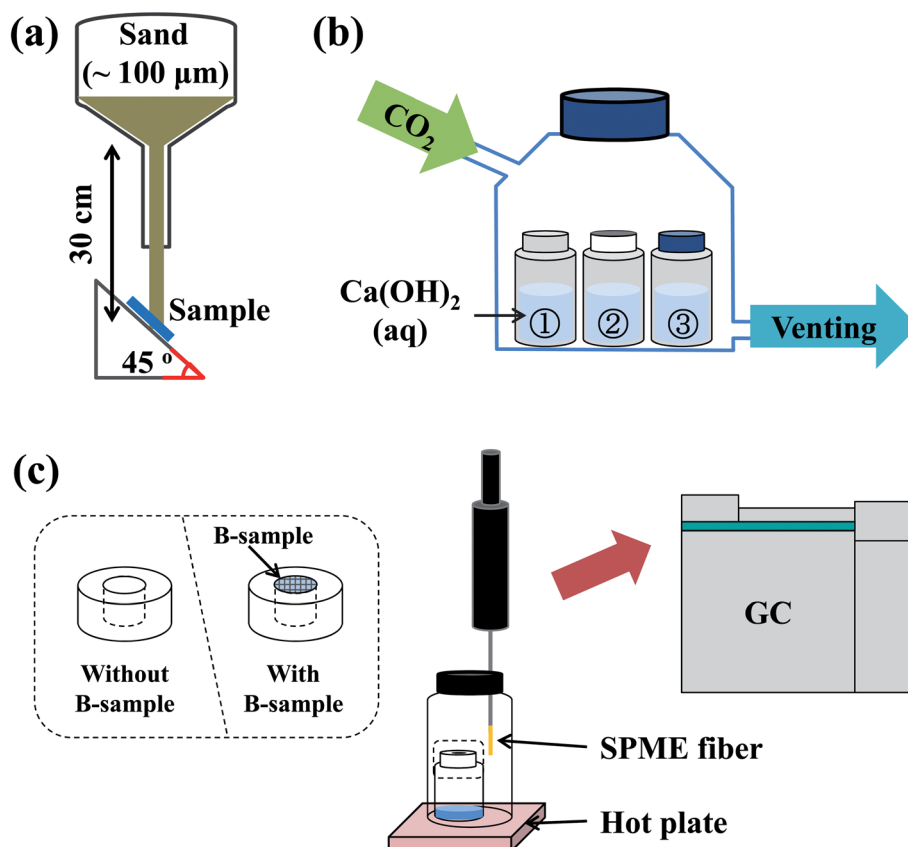 (a)
Sand
(~ 100 μm)
30 cm
Sample
45 °
(b)
CO₂
Ca(OH)₂
(aq)
① ② ③
Venting
(c)
B-sample
Without
B-sample
With
B-sample
GC
SPME fiber
Hot plate